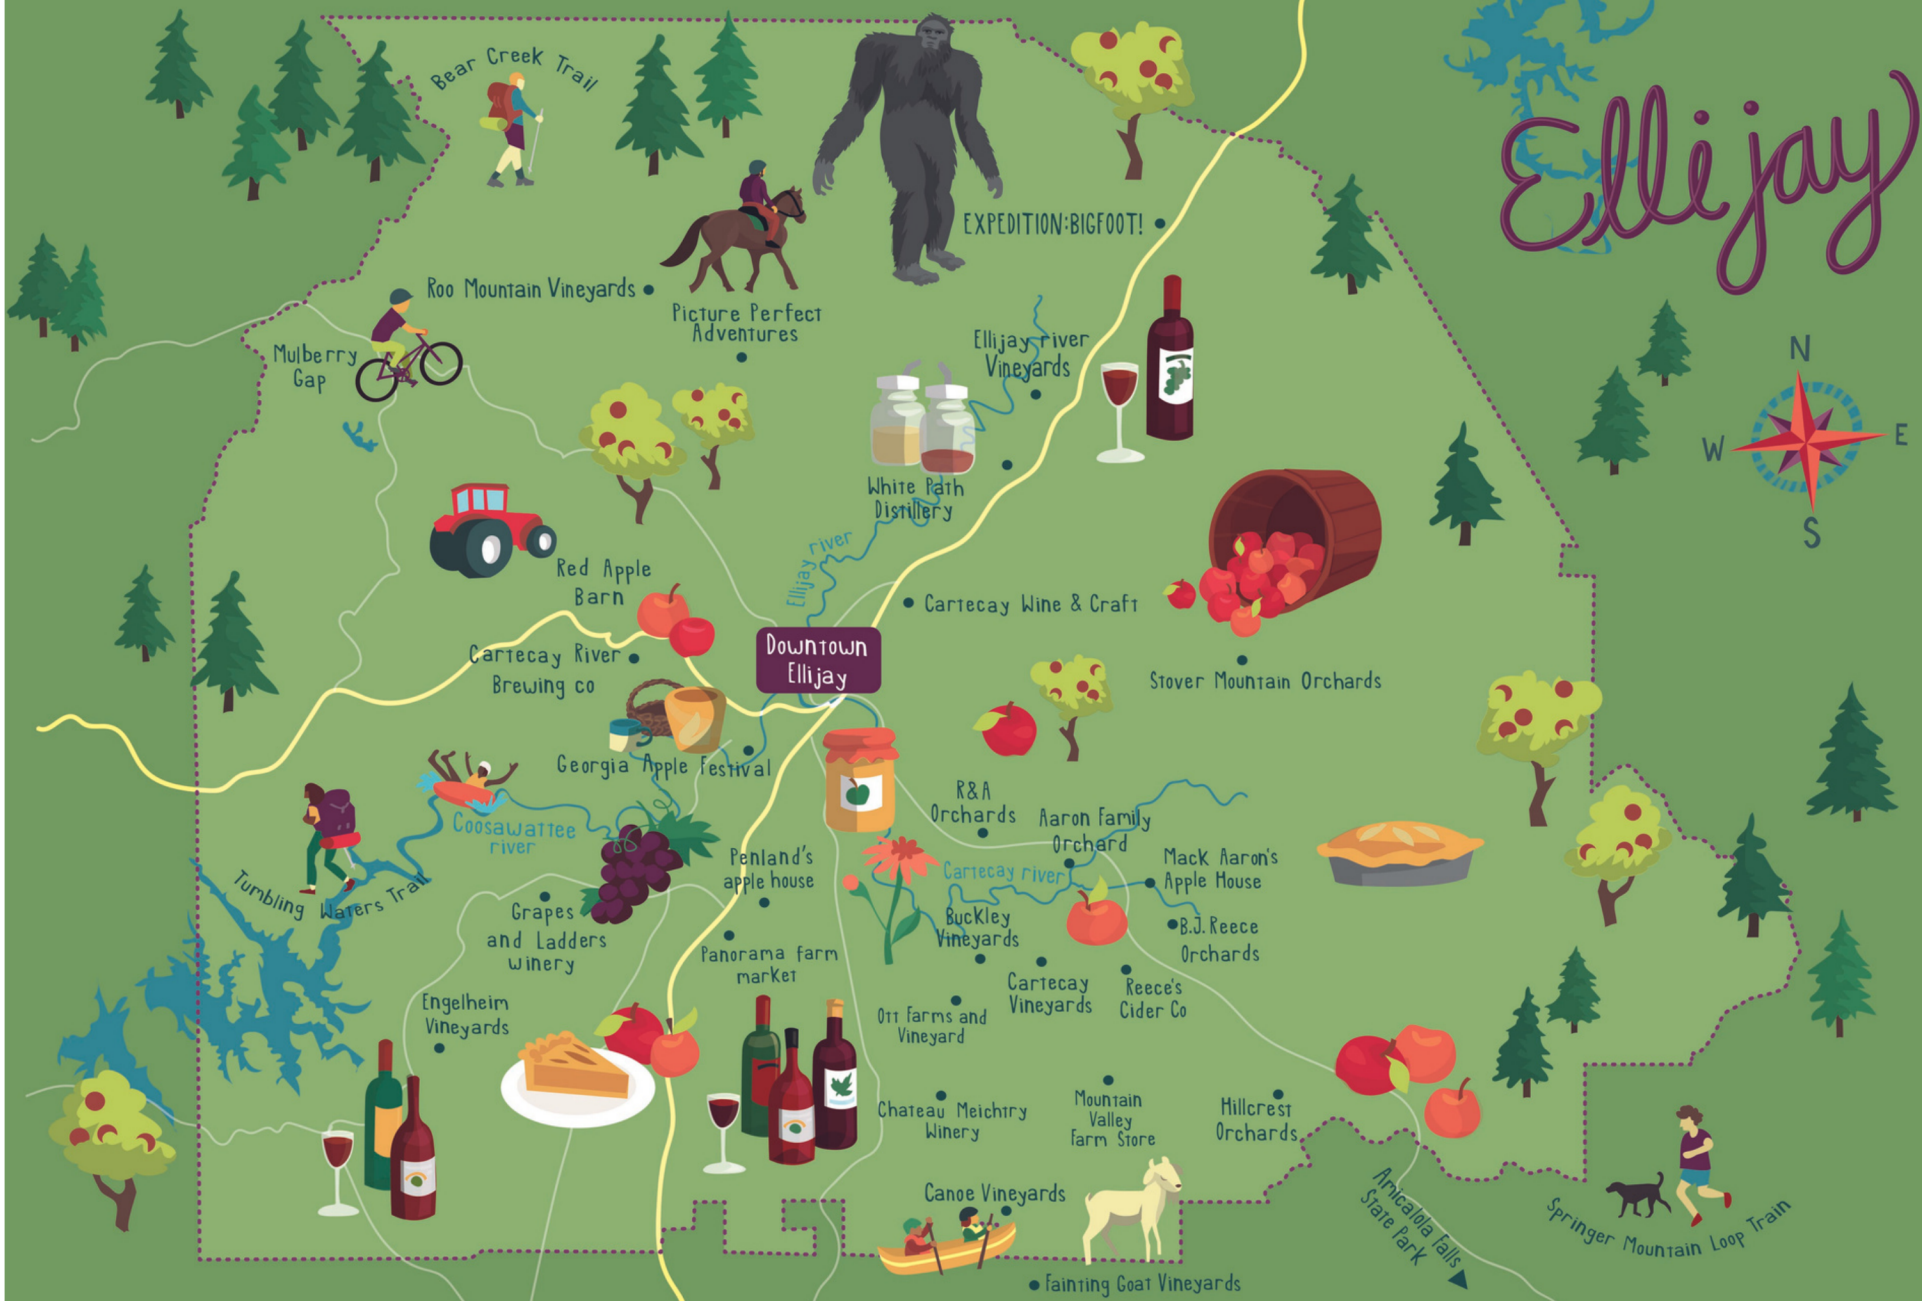 Bear Creek Trail
Ellijay
EXPEDITION:BIGFOOT!
Roo Mountain Vineyards
Picture Perfect
Adventures
Mulberry
Gap
Ellijay river
Vineyards
N
W
E
S
White Path
Distillery
Ellijay river
Red Apple
Barn
Cartecay Wine & Craft
Downtown
Ellijay
Cartecay River
Brewing co
Stover Mountain Orchards
Georgia Apple Festival
R&A
Orchards
Aaron Family
Orchard
Coosawattee
river
Penland's
apple house
Mack Aaron's
Apple House
Cartecay river
Tumbling Waters Trail
Grapes
and Ladders
winery
Buckley
Vineyards
B.J. Reece
Orchards
Panorama farm
market
Cartecay
Vineyards
Reece's
Cider Co
Engelheim
Vineyards
Ott Farms and
Vineyard
Chateau Meichtry
Winery
Mountain
Valley
Farm Store
Hillcrest
Orchards
Canoe Vineyards
Amicalola Falls
State Park
Springer Mountain Loop Train
Fainting Goat Vineyards